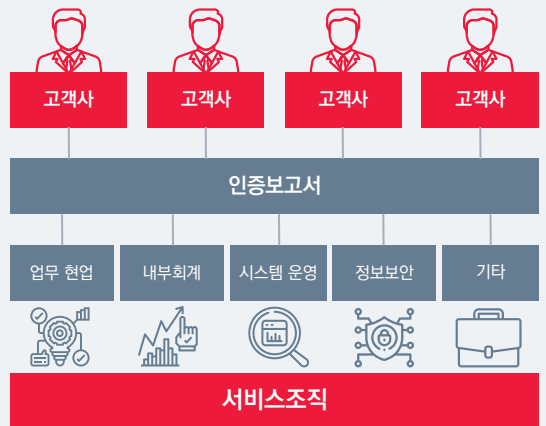 고객사
고객사
고객사
고객사
인증보고서
업무 현업
내부회계
시스템 운영
정보보안
기타
서비스조직